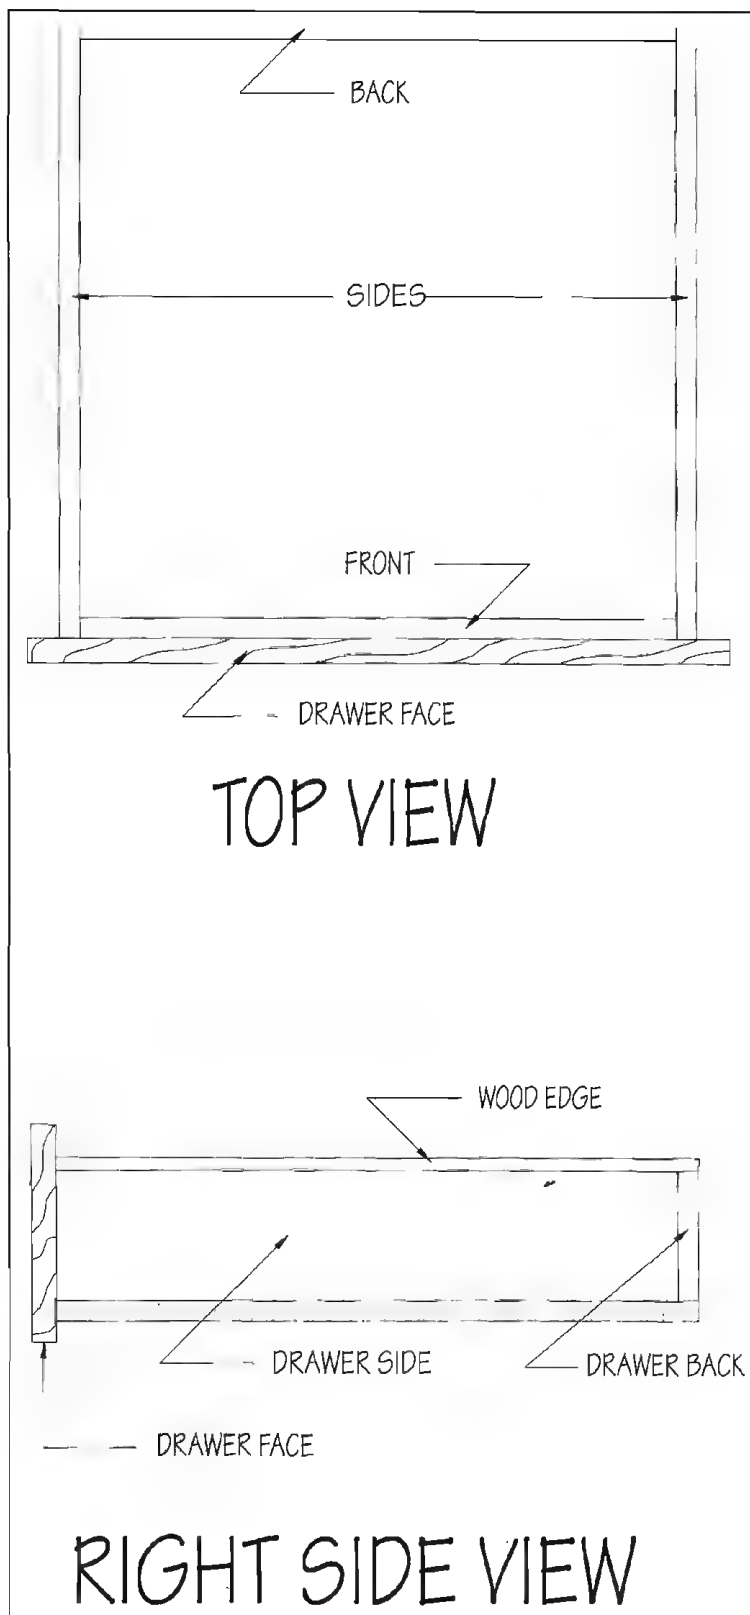 BACK
SIDES
FRONT
DRAWER FACE
TOP VIEW
WOOD EDGE
DRAWER SIDE
DRAWER BACK
DRAWER FACE
RIGHT SIDE VIEW